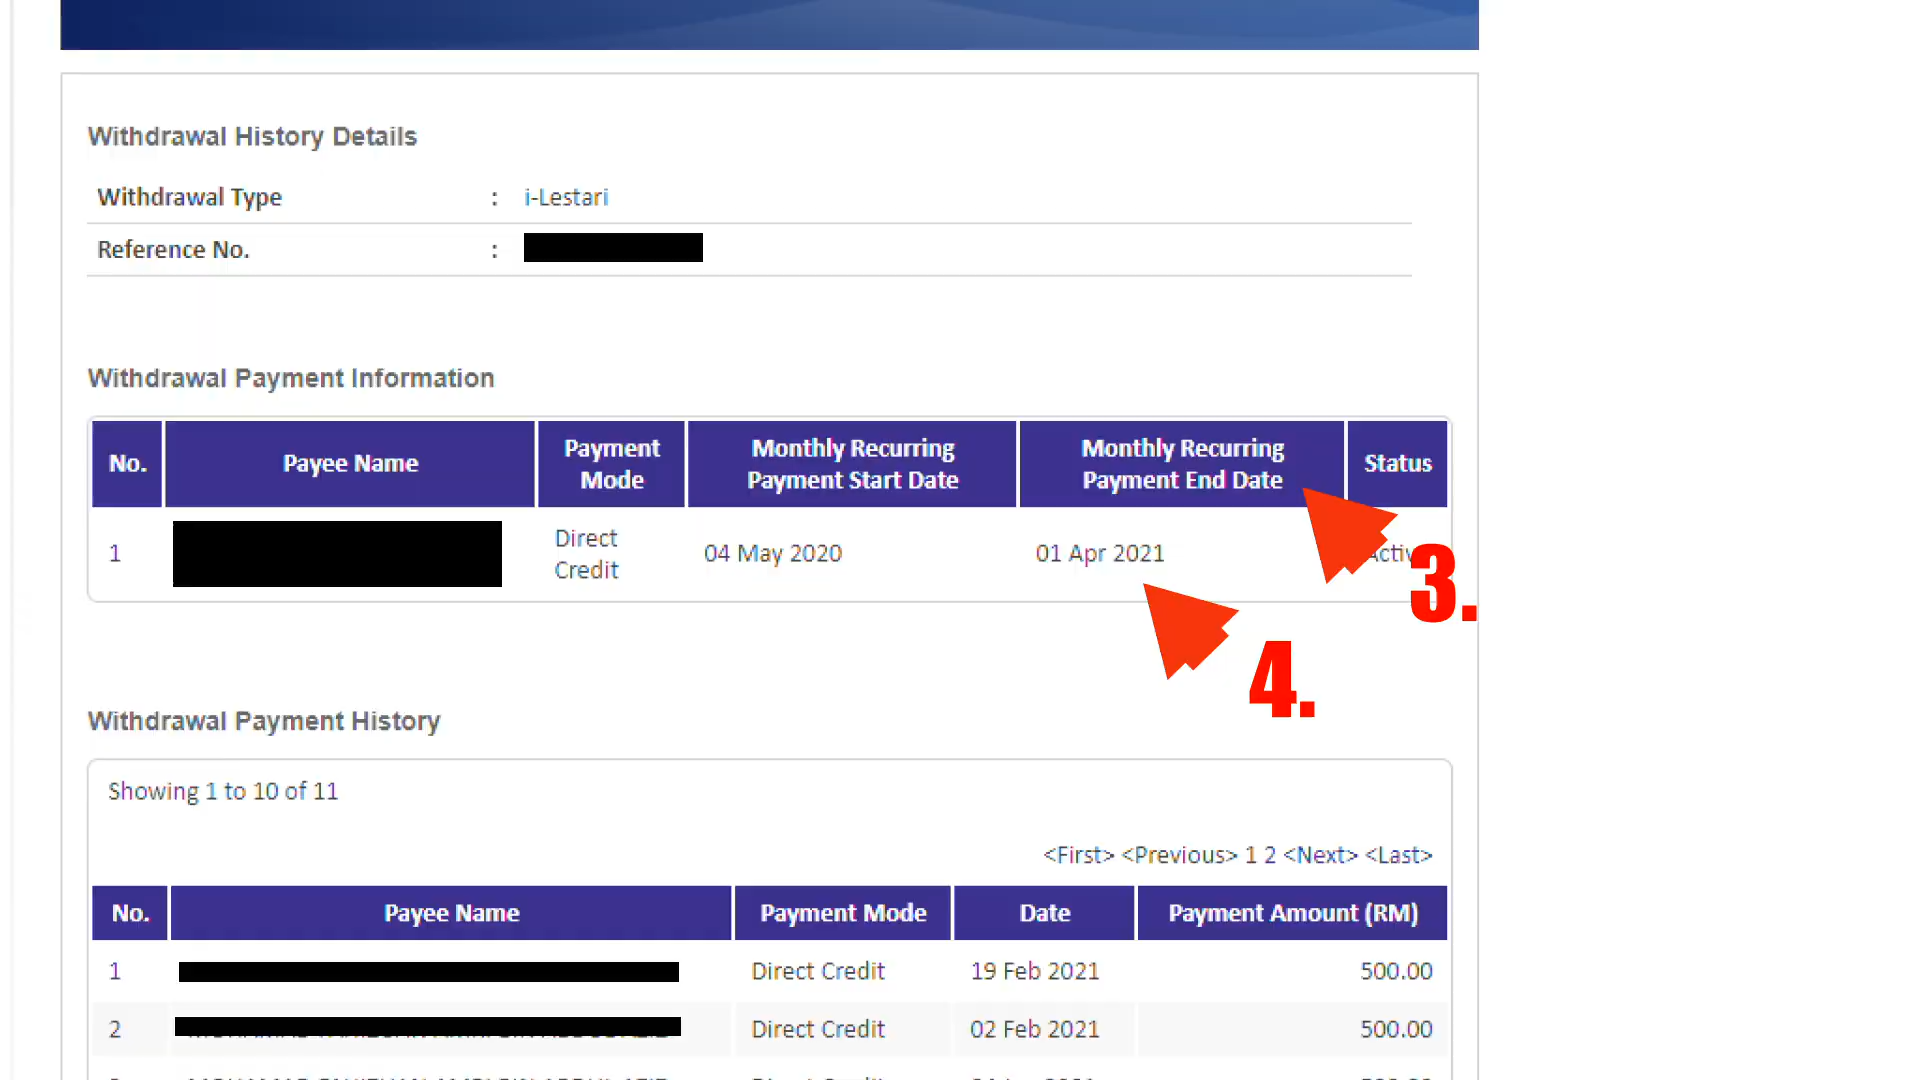 Withdrawal History Details
Withdrawal Type : i-Lestari
Reference No. :
Withdrawal Payment Information
No. Payee Name Payment Mode Monthly Recurring Payment Start Date Monthly Recurring Payment End Date Status
1 Direct Credit 04 May 2020 01 Apr 2021
3.
4.
Withdrawal Payment History
Showing 1 to 10 of 11
<First> <Previous> 1 2 <Next> <Last>
No. Payee Name Payment Mode Date Payment Amount (RM)
1 Direct Credit 19 Feb 2021 500.00
2 Direct Credit 02 Feb 2021 500.00